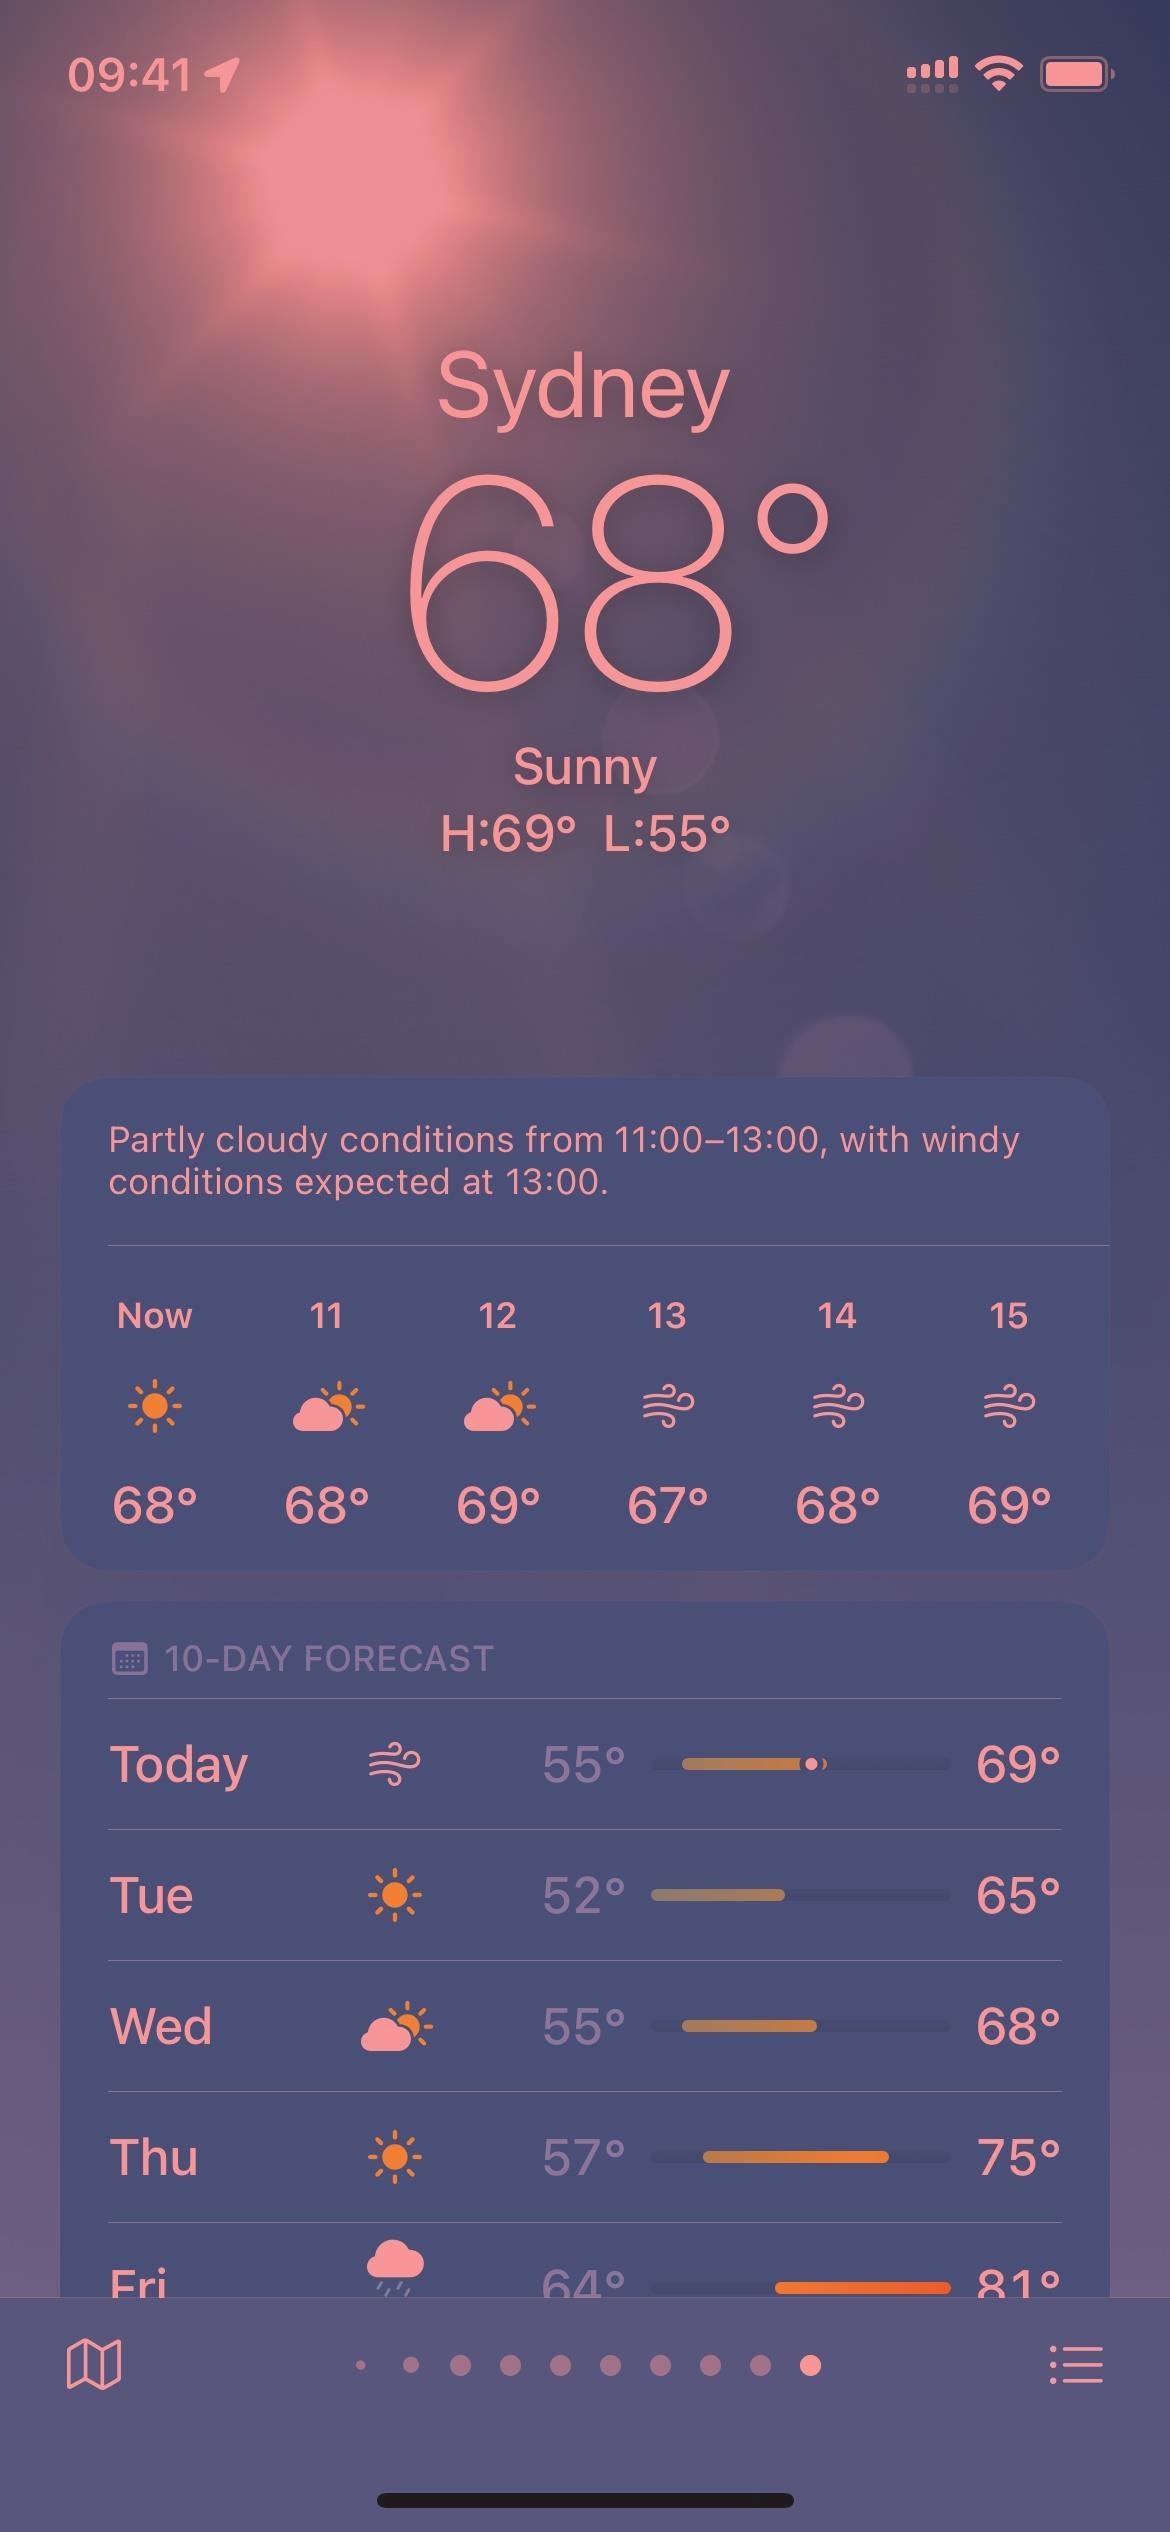 09:41
Sydney
68°
Sunny
H:69° L:55°
Partly cloudy conditions from 11:00–13:00, with windy
conditions expected at 13:00.
Now 11 12 13 14 15
68° 68° 69° 67° 68° 69°
10-DAY FORECAST
Today 55° 69°
Tue 52° 65°
Wed 55° 68°
Thu 57° 75°
Fri 64° 81°